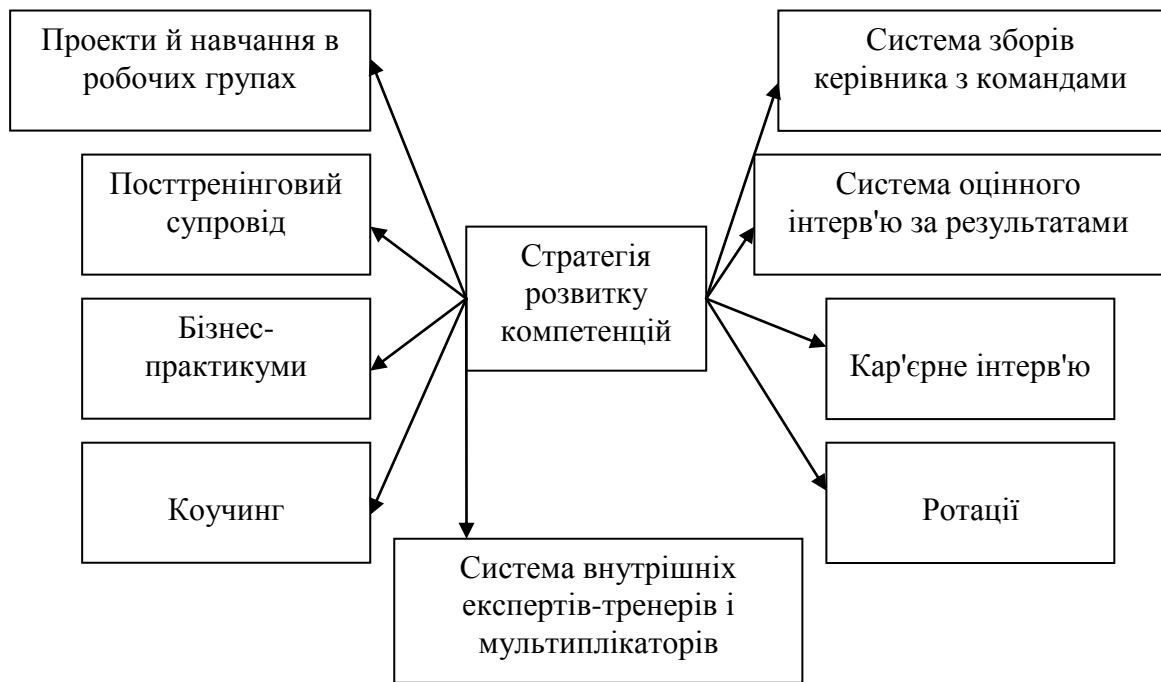 Проекти й навчання в
робочих групах
Система зборів
керівника з командами
Посттренінговий
супровід
Система оцінного
інтерв'ю за результатами
Стратегія
розвитку
компетенцій
Бізнес-
практикуми
Кар'єрне інтерв'ю
Коучинг
Ротації
Система внутрішніх
експертів-тренерів і
мультиплікаторів